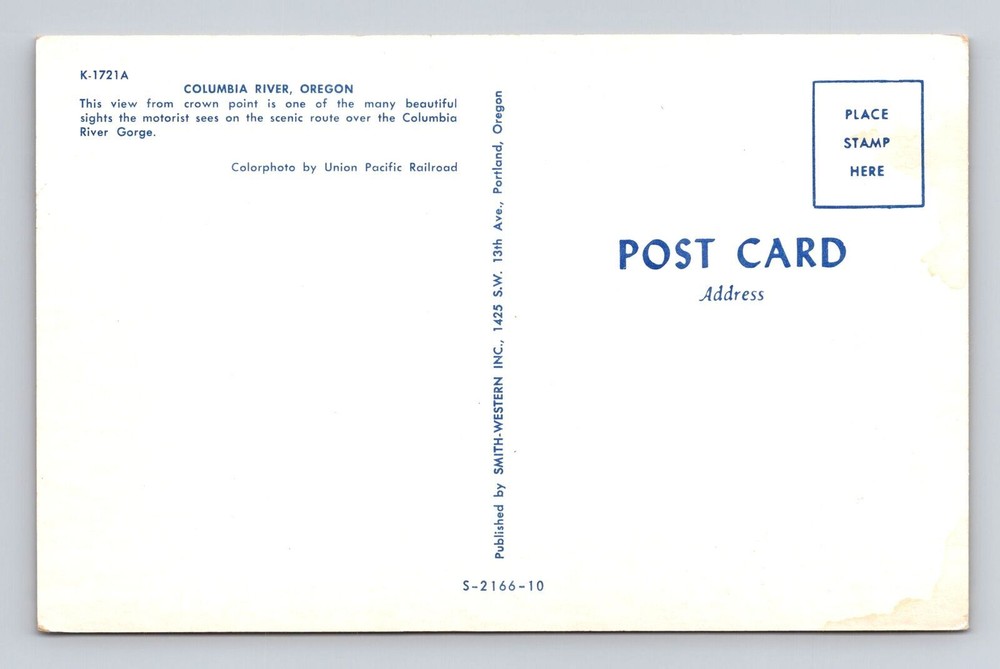 K-1721A
COLUMBIA RIVER, OREGON
This view from crown point is one of the many beautiful
sights the motorist sees on the scenic route over the Columbia
River Gorge.
Colorphoto by Union Pacific Railroad
Published by SMITH-WESTERN INC., 1425 S.W. 13th Ave., Portland, Oregon
PLACE
STAMP
HERE
POST CARD
Address
S-2166-10